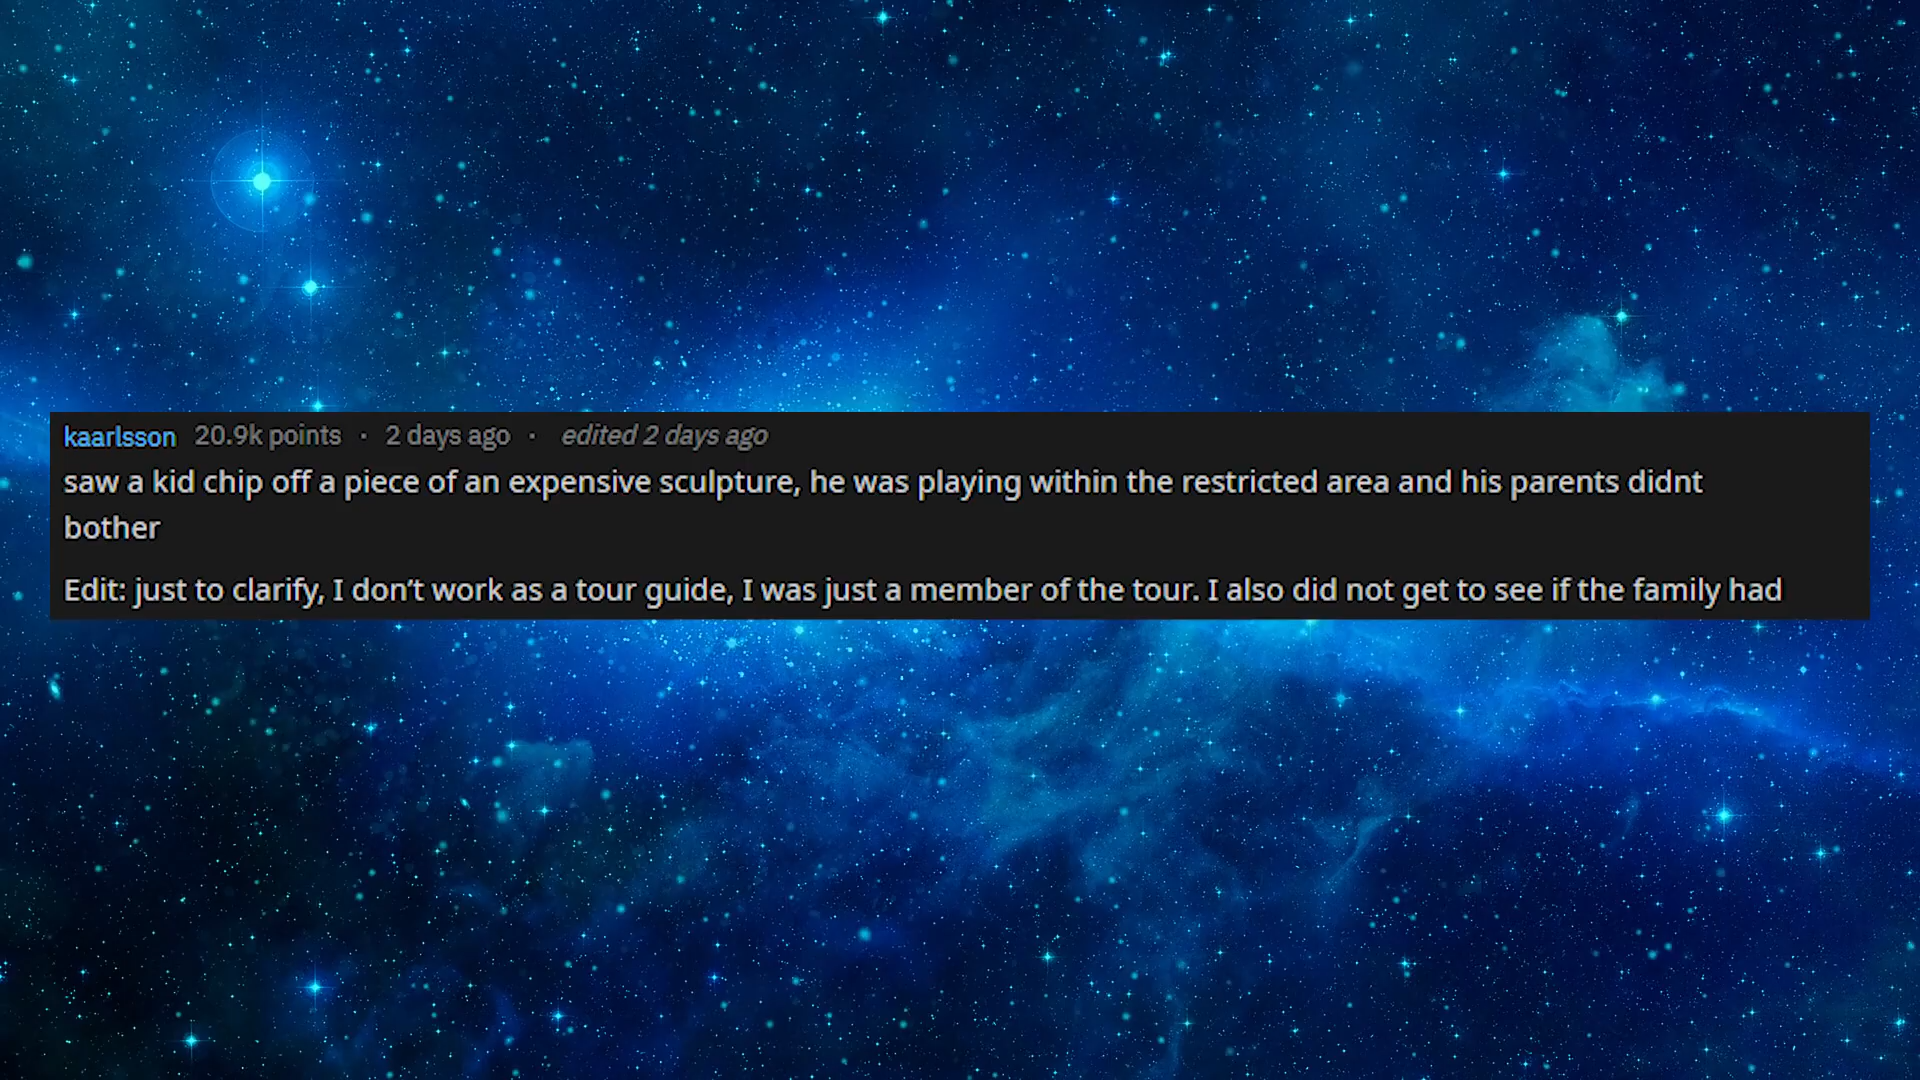 kaarlsson 20.9k points · 2 days ago · edited 2 days ago
saw a kid chip off a piece of an expensive sculpture, he was playing within the restricted area and his parents didnt
bother
Edit: just to clarify, I don’t work as a tour guide, I was just a member of the tour. I also did not get to see if the family had